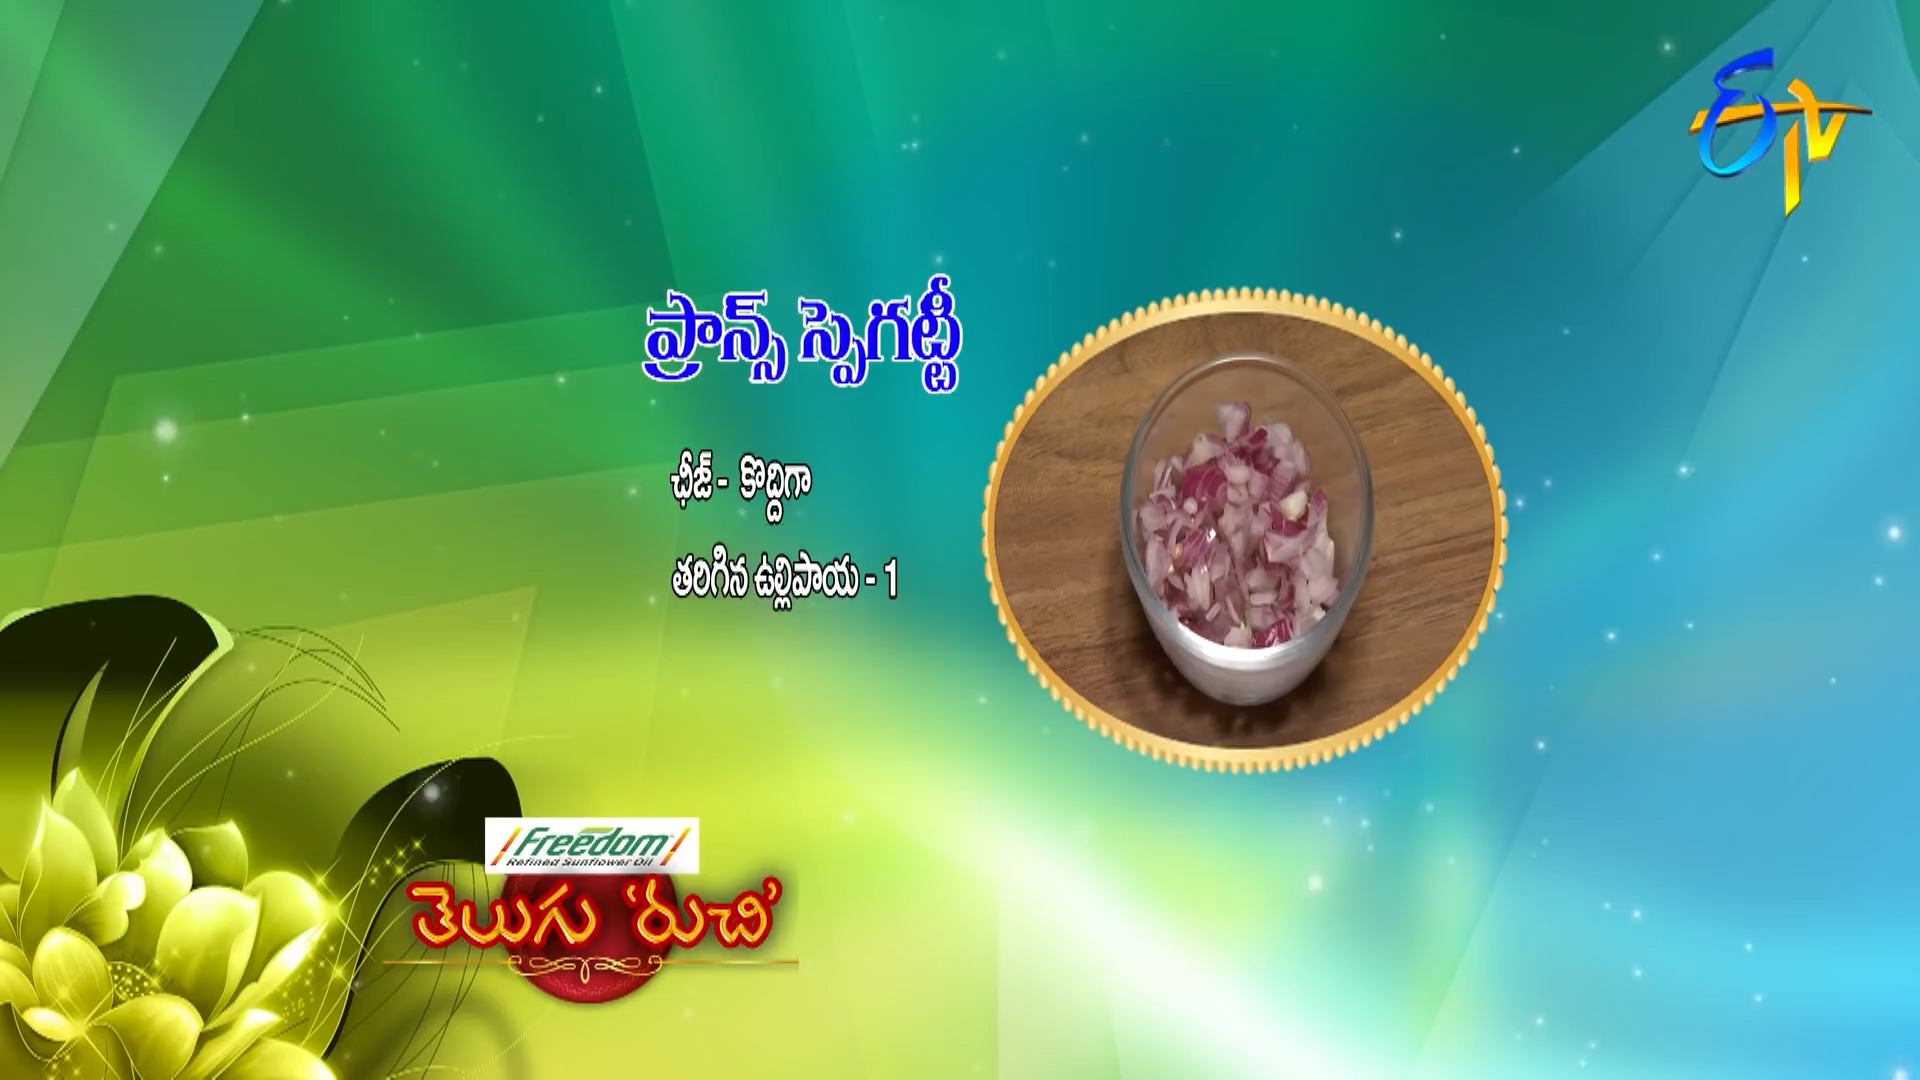 ETV
ప్రాన్స్ స్పెగట్టీ
ఛీజ్ - కొద్దిగా
తరిగిన ఉల్లిపాయ - 1
Freedom
Refined Sunflower Oil
తెలుగు 'రుచి'